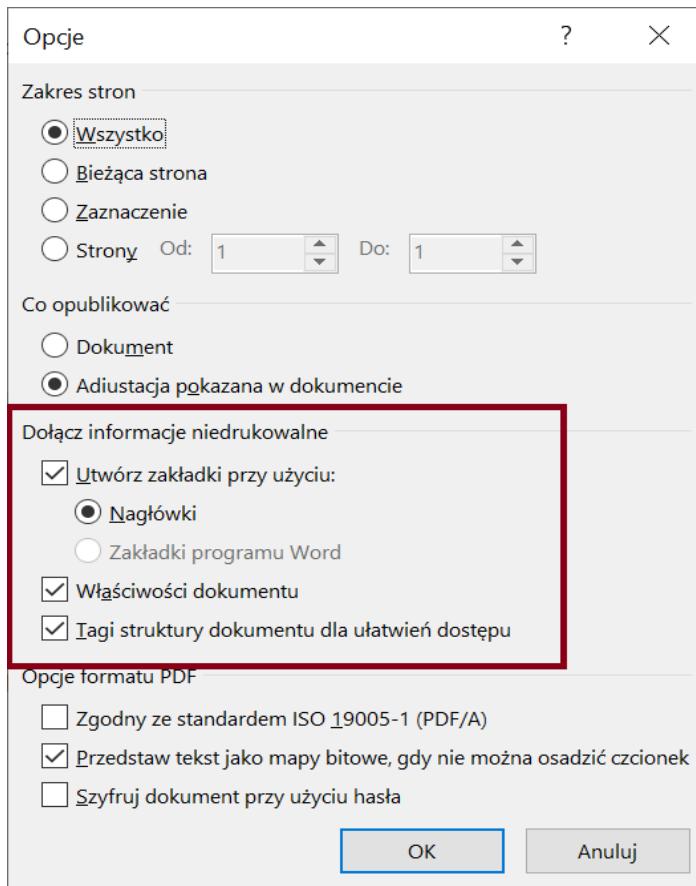 Opcje ?
Zakres stron
Wszystko
Bieżąca strona
Zaznaczenie
Strony Od: 1 Do: 1
Co opublikować
Dokument
Adiustacja pokazana w dokumencie
Dołącz informacje niedrukowalne
Utwórz zakładki przy użyciu:
Nagłówki
Zakładki programu Word
Właściwości dokumentu
Tagi struktury dokumentu dla ułatwień dostępu
Opcje formatu PDF
Zgodny ze standardem ISO 19005-1 (PDF/A)
Przedstaw tekst jako mapy bitowe, gdy nie można osadzić czcionek
Szyfruj dokument przy użyciu hasła
OK Anuluj